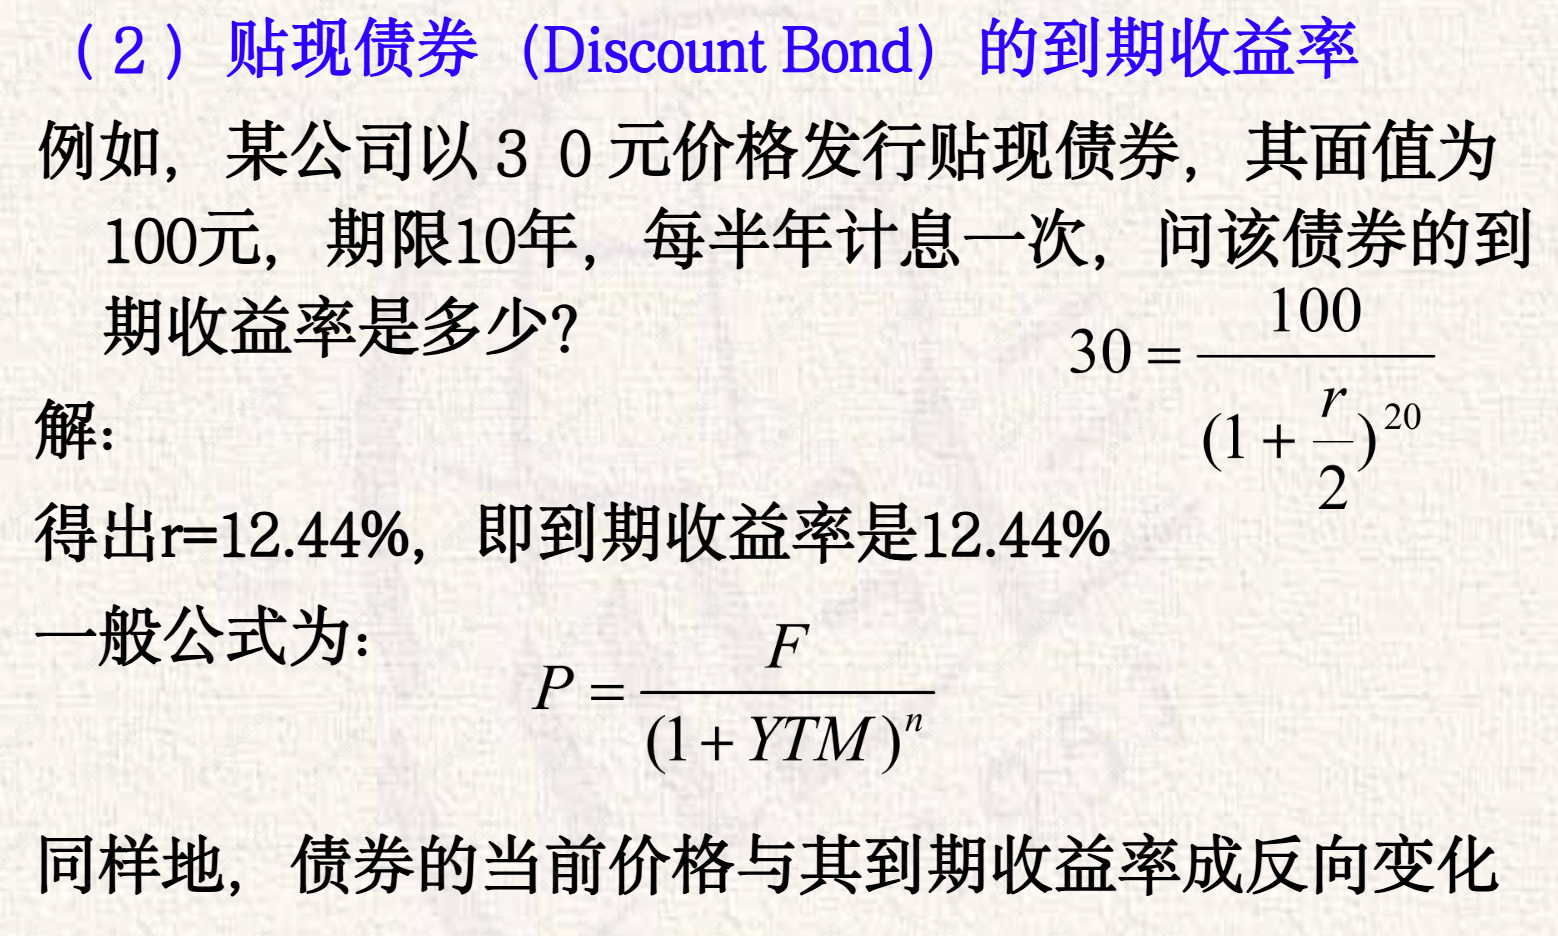 （2）贴现债券（Discount Bond）的到期收益率
例如，某公司以３０元价格发行贴现债券，其面值为
100元，期限10年，每半年计息一次，问该债券的到
期收益率是多少?
30 = 100 / (1 + r/2)^20
解：
得出r=12.44%，即到期收益率是12.44%
一般公式为：
P = F / (1 + YTM)^n
同样地，债券的当前价格与其到期收益率成反向变化